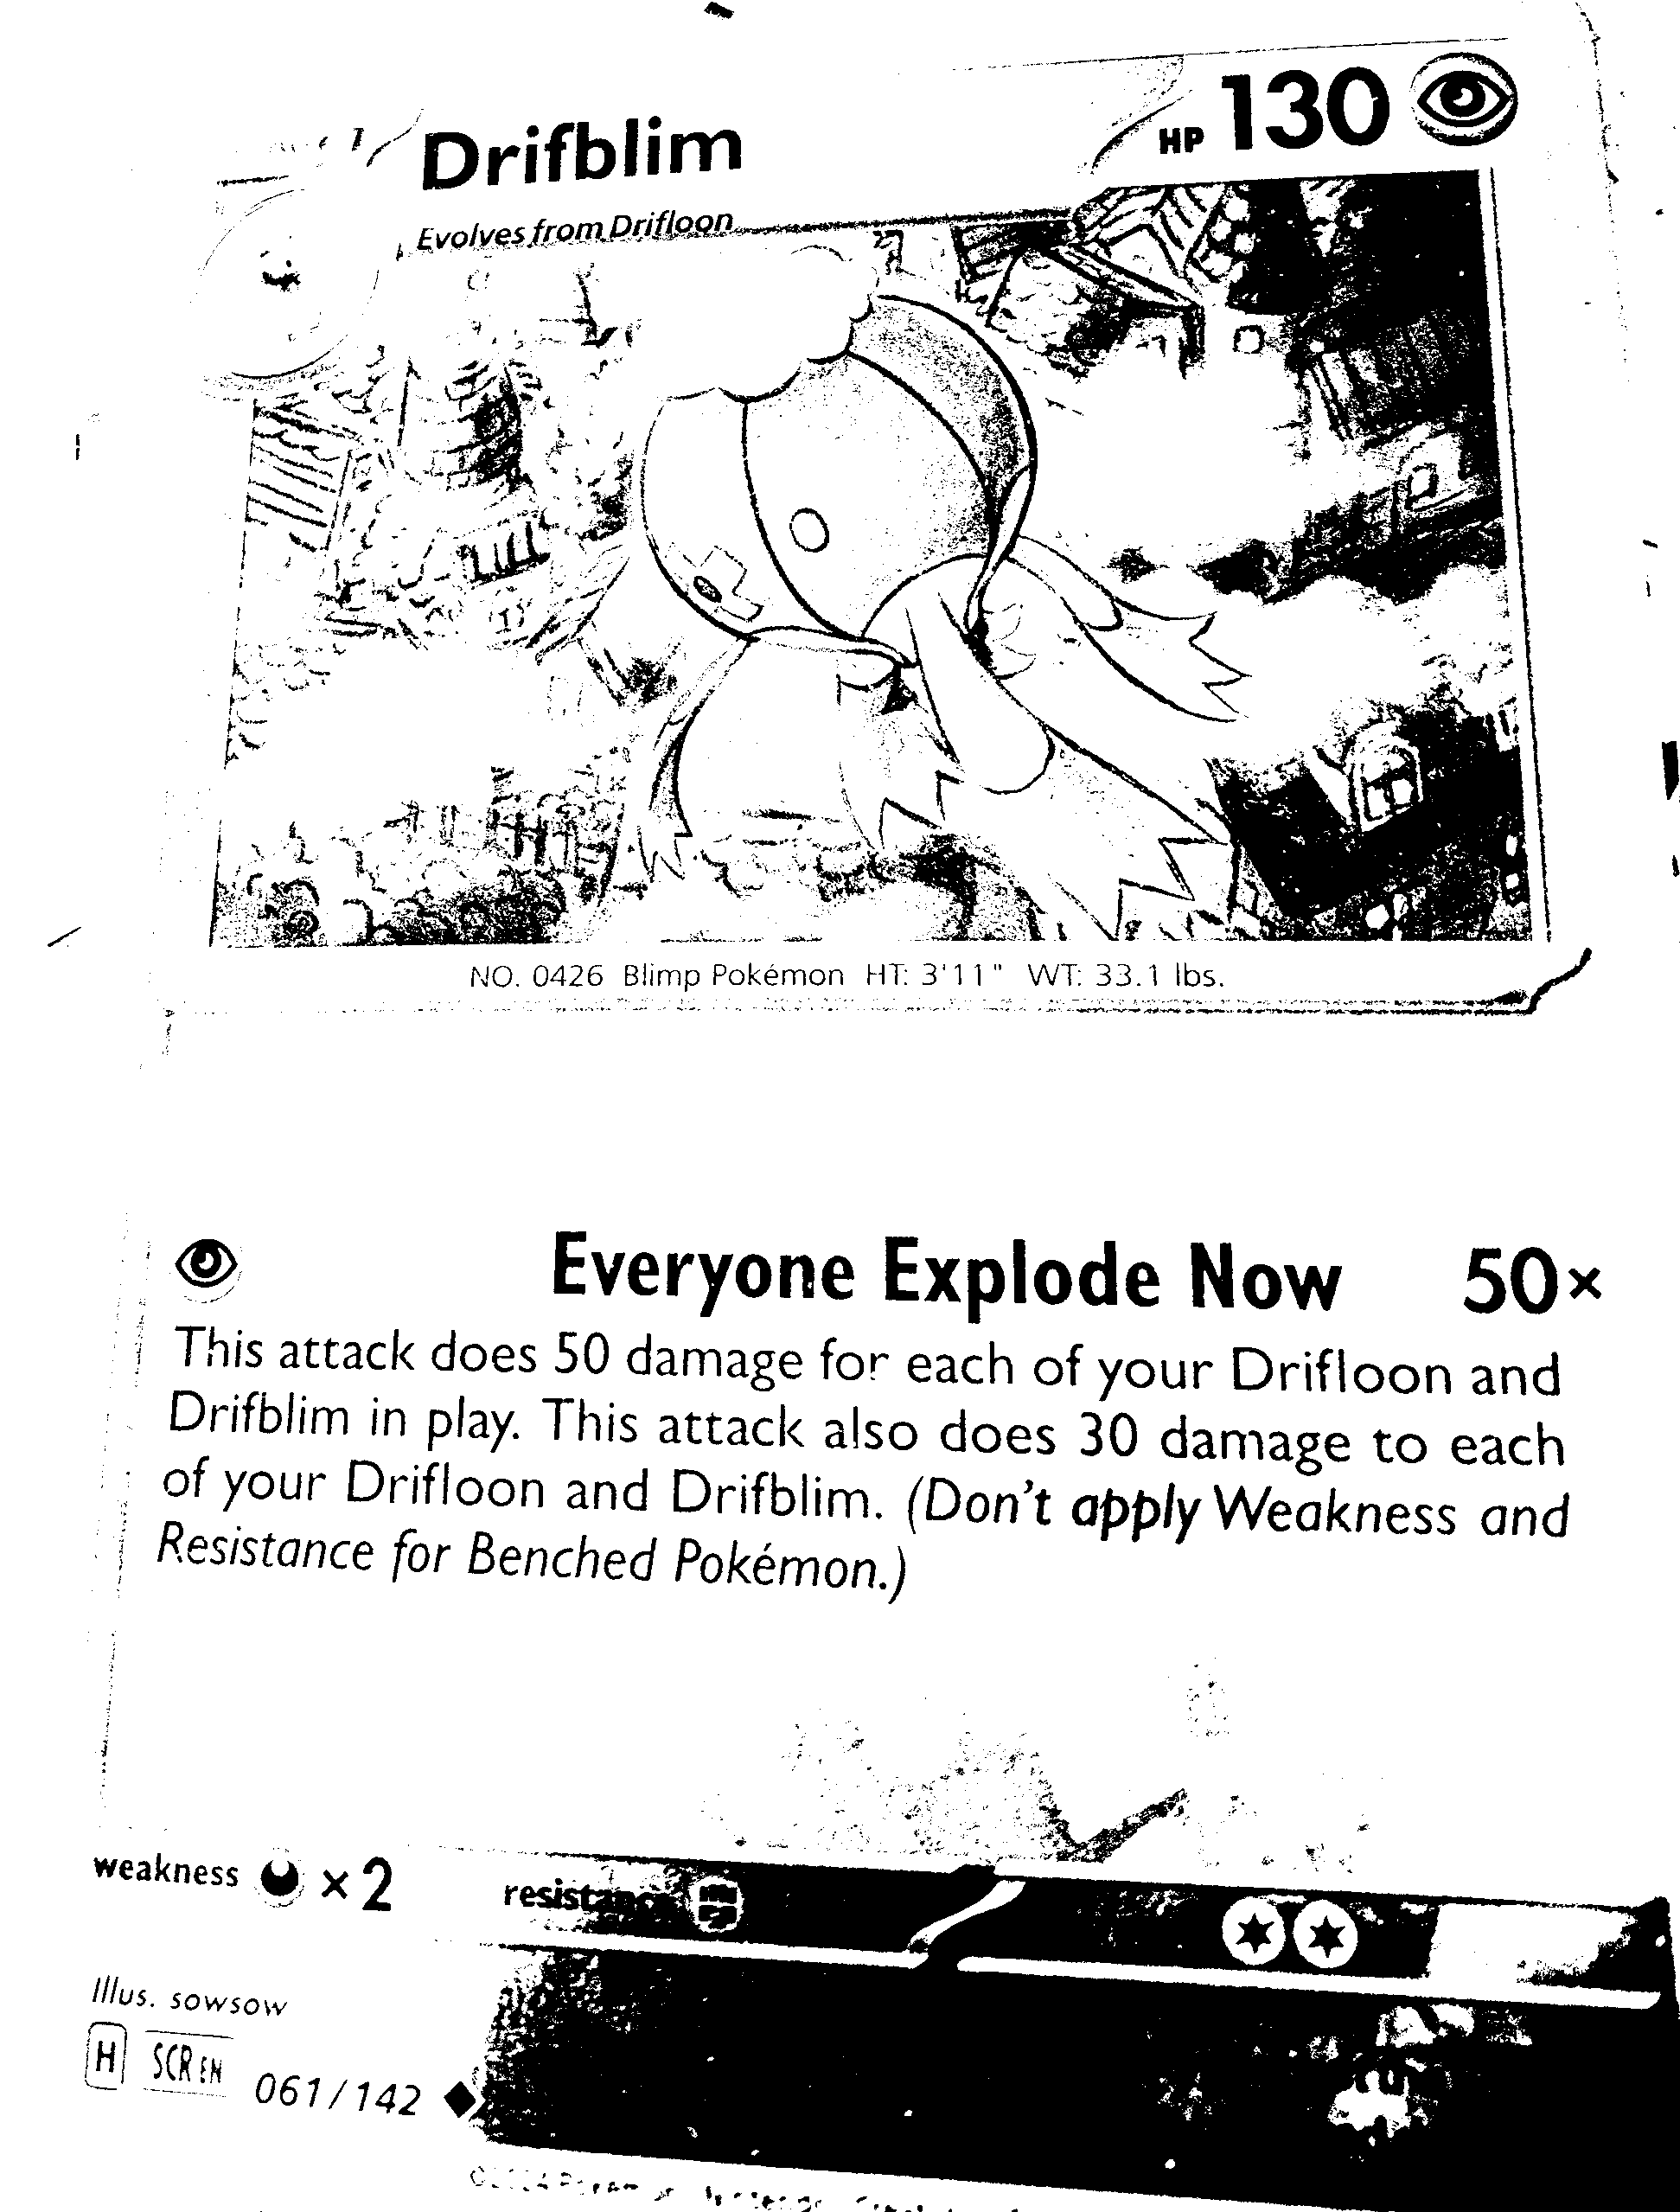 Drifblim
HP 130
Evolves from Drifloon
NO. 0426 Blimp Pokémon HT: 3'11" WT: 33.1 lbs.
Everyone Explode Now 50×
This attack does 50 damage for each of your Drifloon and
Drifblim in play. This attack also does 30 damage to each
of your Drifloon and Drifblim. (Don't apply Weakness and
Resistance for Benched Pokémon.)
weakness ×2 resistance
Illus. sowsow
H SCR EN 061/142